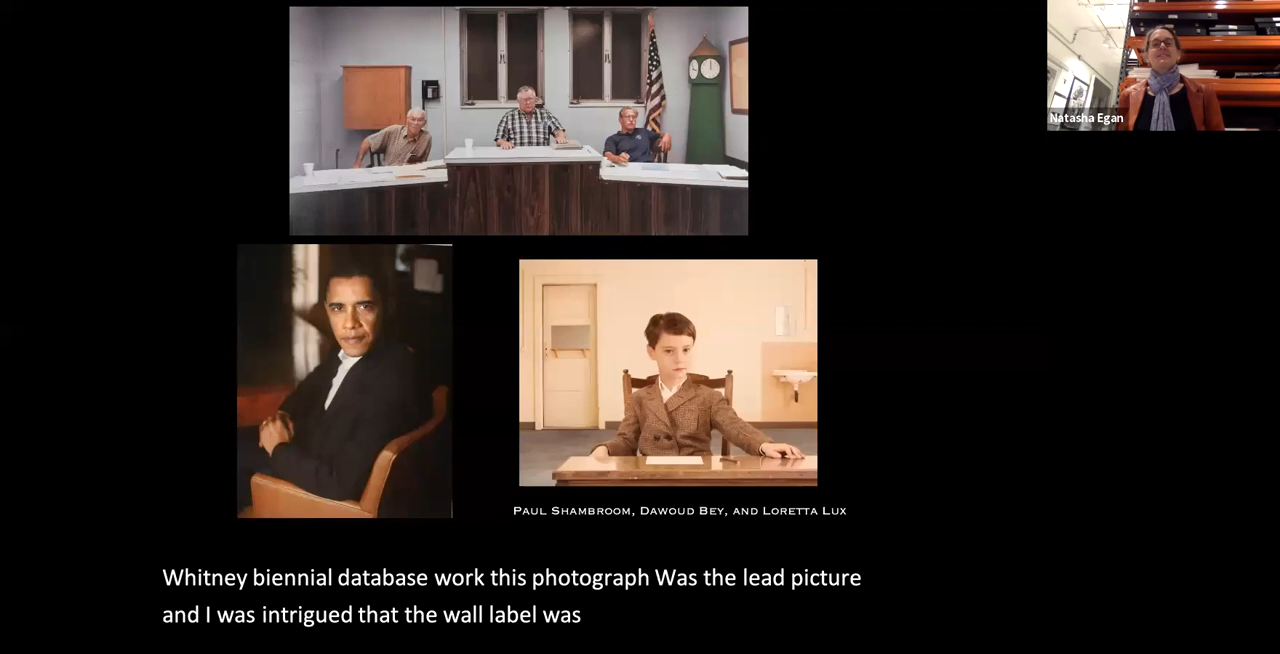 Natasha Egan
Paul Shambroom, Dawoud Bey, and Loretta Lux
Whitney biennial database work this photograph Was the lead picture
and I was intrigued that the wall label was